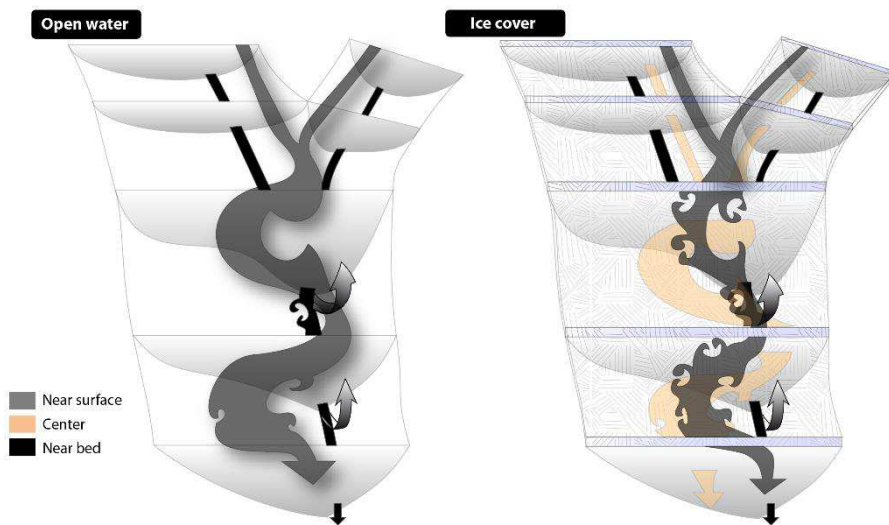 Open water
Ice cover
Near surface
Center
Near bed